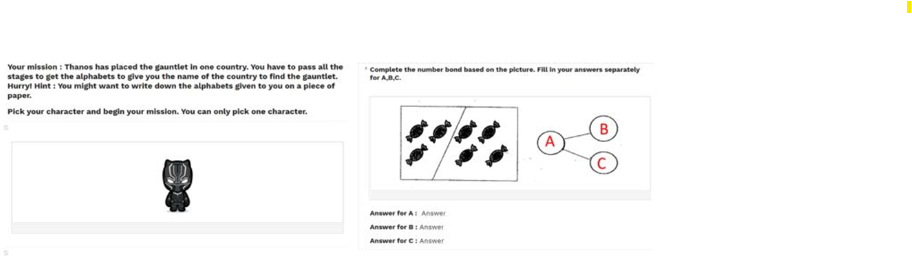 Your mission : Thanos has placed the gauntlet in one country. You have to pass all the
stages to get the alphabets to give you the name of the country to find the gauntlet.
Hurry! Hint : You might want to write down the alphabets given to you on a piece of
paper.
Pick your character and begin your mission. You can only pick one character.
* Complete the number bond based on the picture. Fill in your answers separately
for A,B,C.
A
B
C
Answer for A : Answer
Answer for B : Answer
Answer for C : Answer